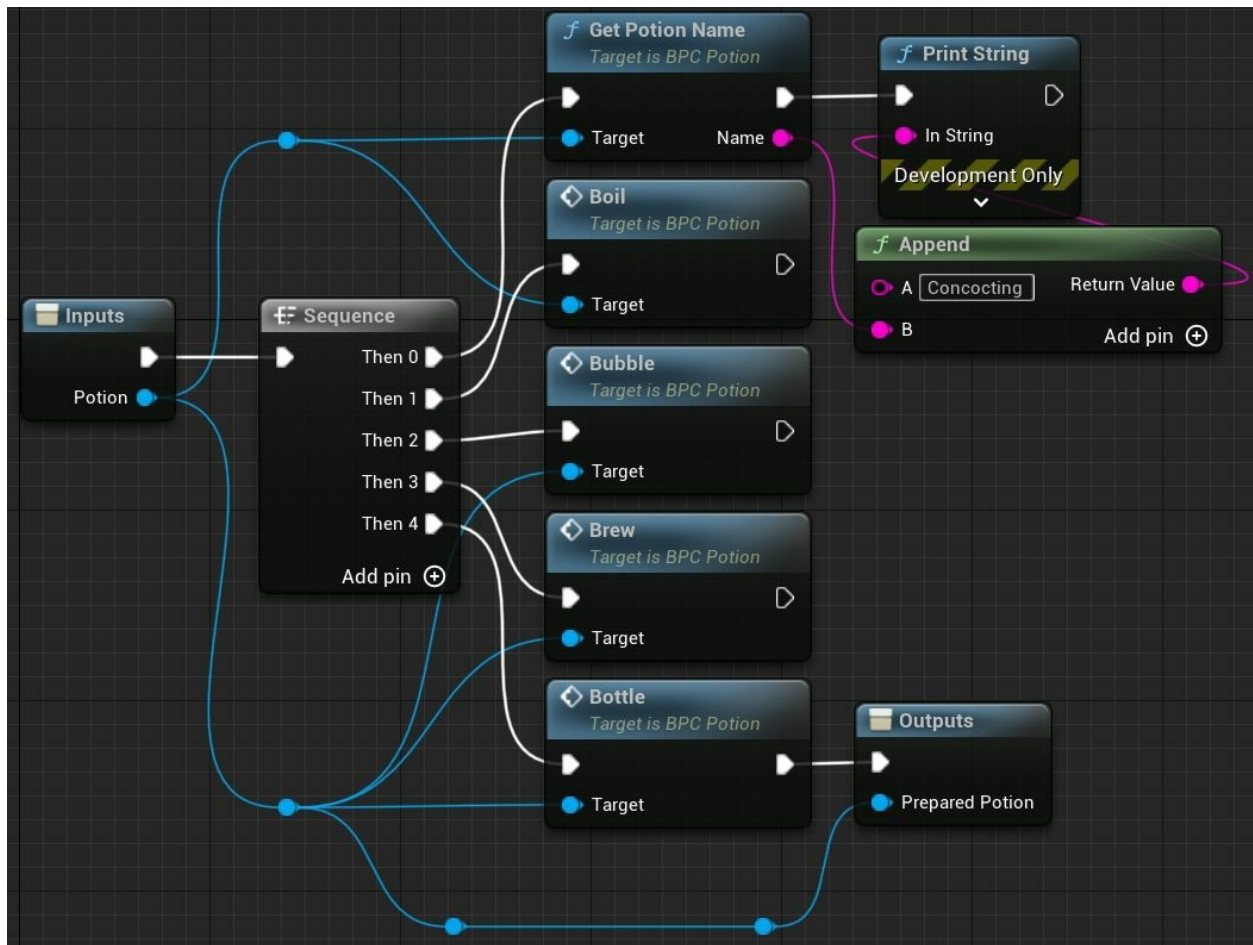 Get Potion Name
Target is BPC Potion
Target
Name
Print String
In String
Development Only
Boil
Target is BPC Potion
Target
Append
A Concocting
Return Value
B
Add pin
Inputs
Potion
Sequence
Then 0
Then 1
Then 2
Then 3
Then 4
Add pin
Bubble
Target is BPC Potion
Target
Brew
Target is BPC Potion
Target
Bottle
Target is BPC Potion
Target
Outputs
Prepared Potion